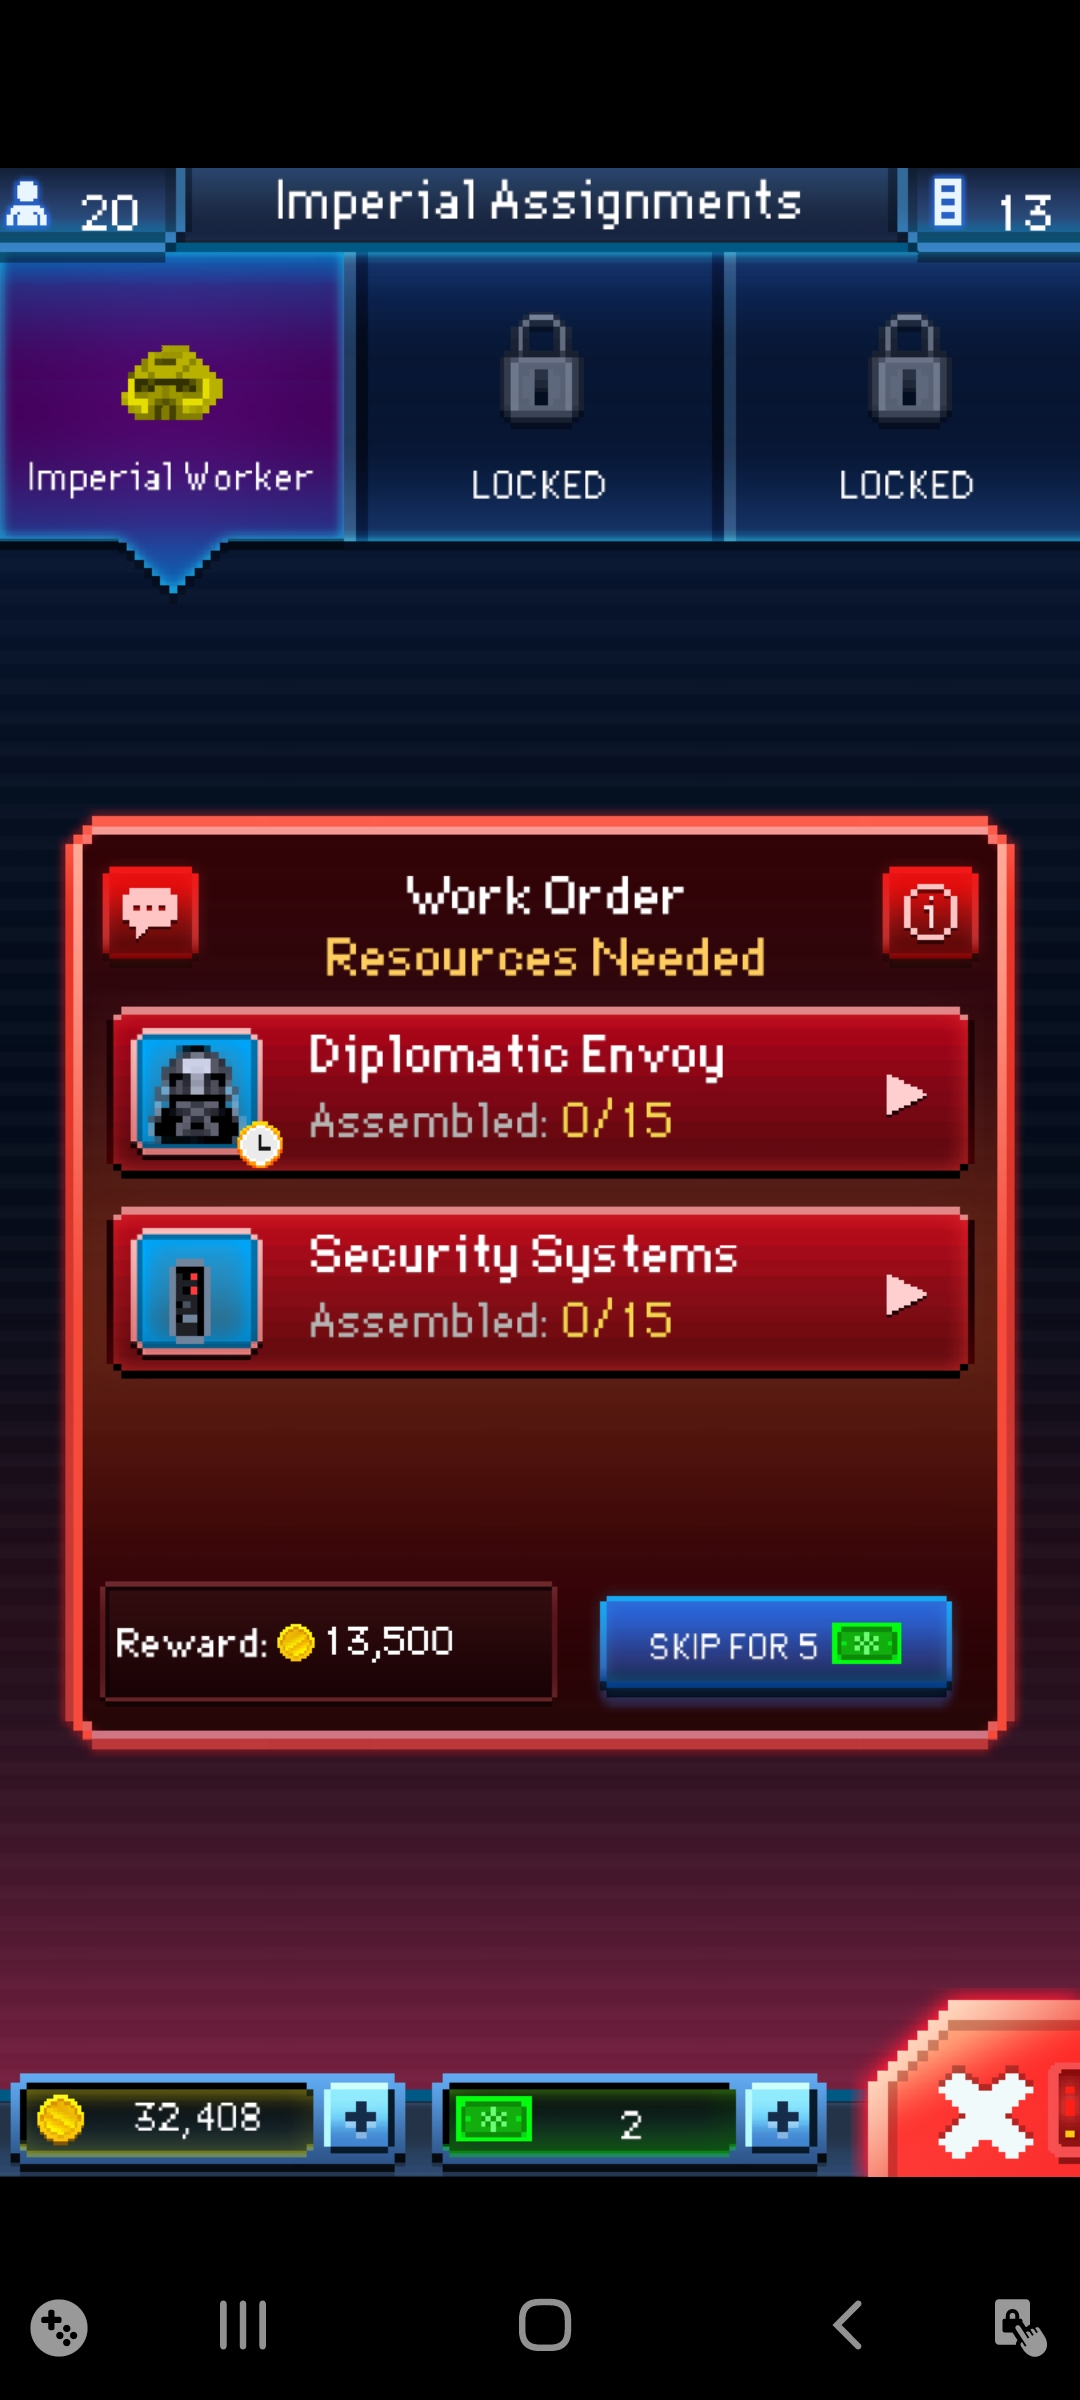 20
Imperial Assignments
13
Imperial Worker
LOCKED
LOCKED
Work Order
Resources Needed
Diplomatic Envoy
Assembled: 0/15
Security Systems
Assembled: 0/15
Reward: 13,500
SKIP FOR 5
32,408
2